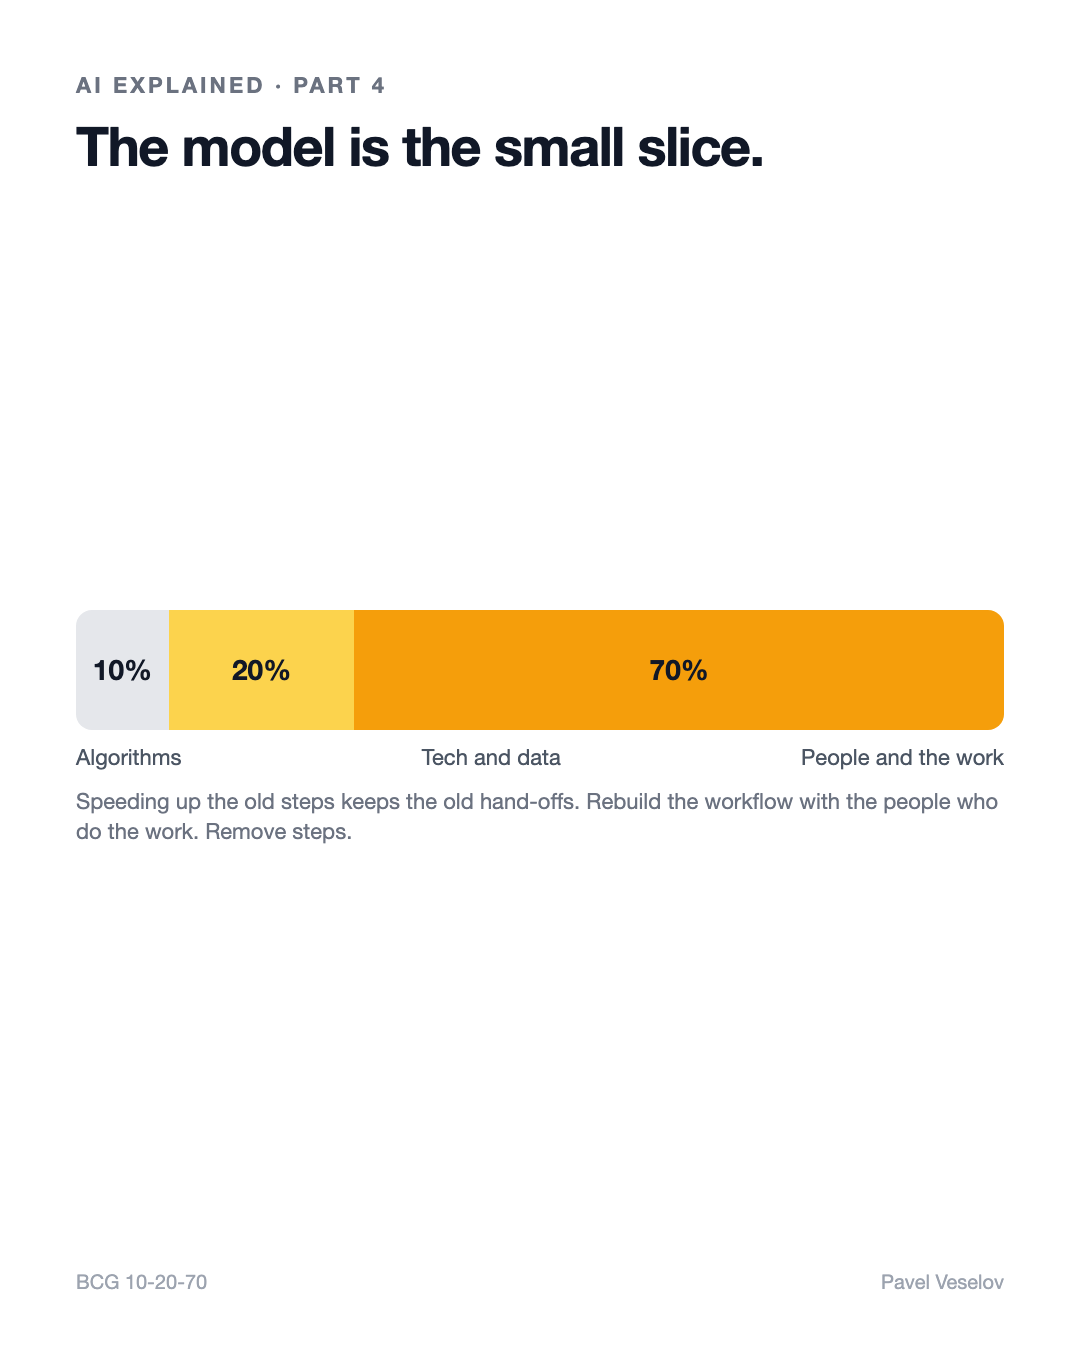 AI EXPLAINED · PART 4
The model is the small slice.
10% 20% 70%
Algorithms Tech and data People and the work
Speeding up the old steps keeps the old hand-offs. Rebuild the workflow with the people who
do the work. Remove steps.
BCG 10-20-70 Pavel Veselov